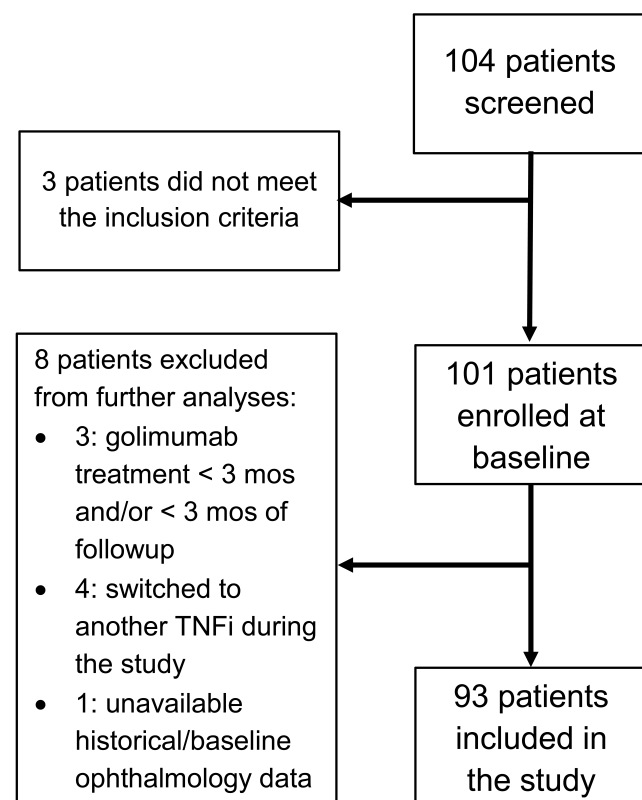 104 patients
screened
3 patients did not meet
the inclusion criteria
101 patients
enrolled at
baseline
8 patients excluded
from further analyses:
• 3: golimumab
treatment < 3 mos
and/or < 3 mos of
followup
• 4: switched to
another TNFi during
the study
• 1: unavailable
historical/baseline
ophthalmology data
93 patients
included in
the study